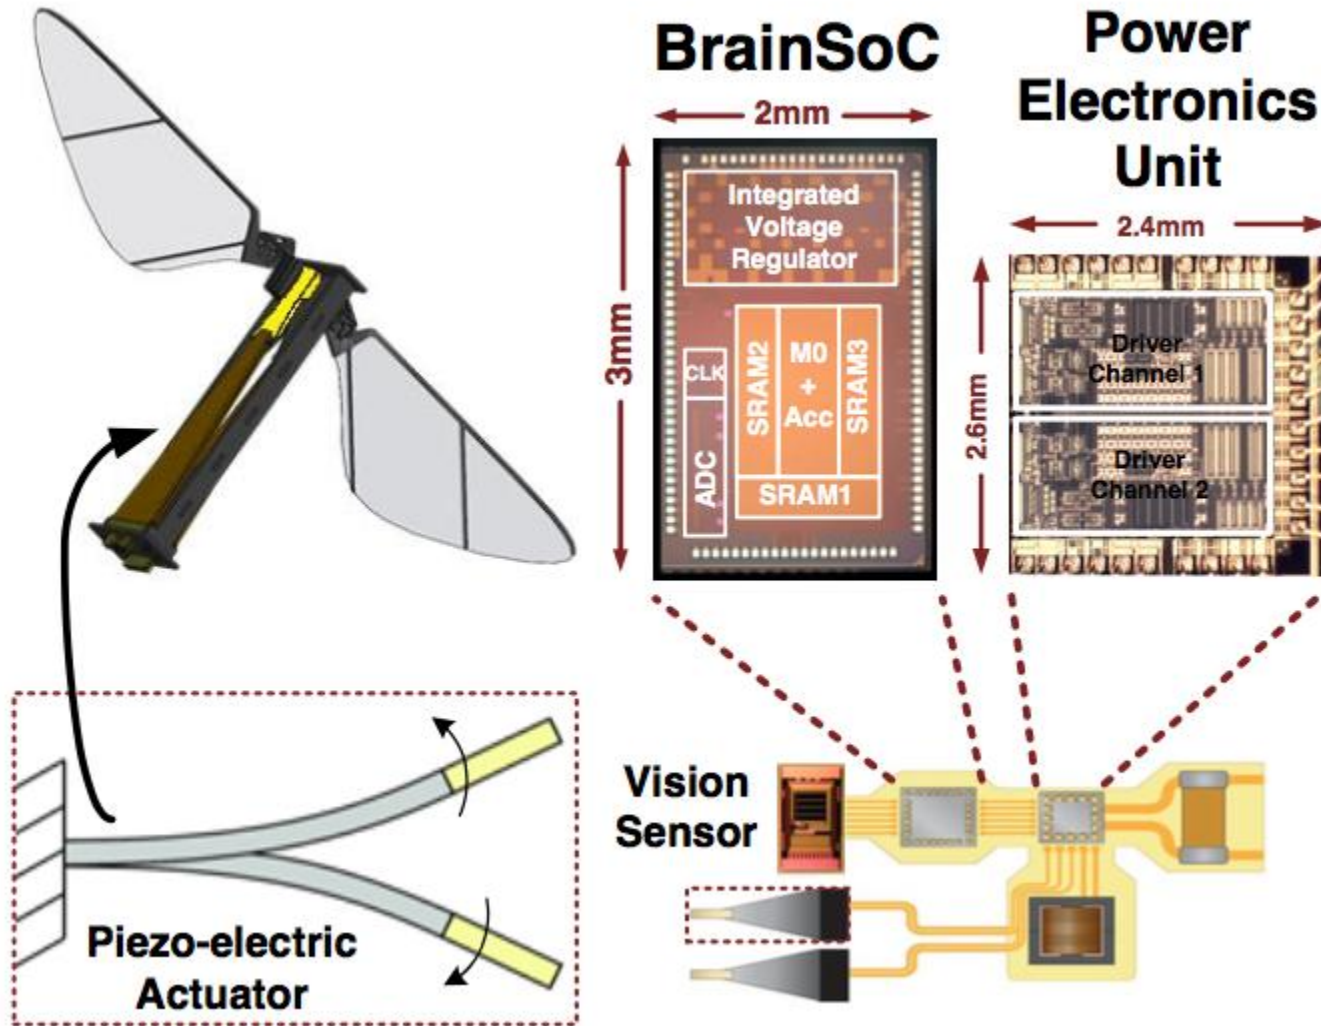 BrainSoC
2mm
3mm
Integrated
Voltage
Regulator
CLK
ADC
SRAM2
M0
+
Acc
SRAM3
SRAM1
Power
Electronics
Unit
2.4mm
2.6mm
Driver
Channel 1
Driver
Channel 2
Piezo-electric
Actuator
Vision
Sensor